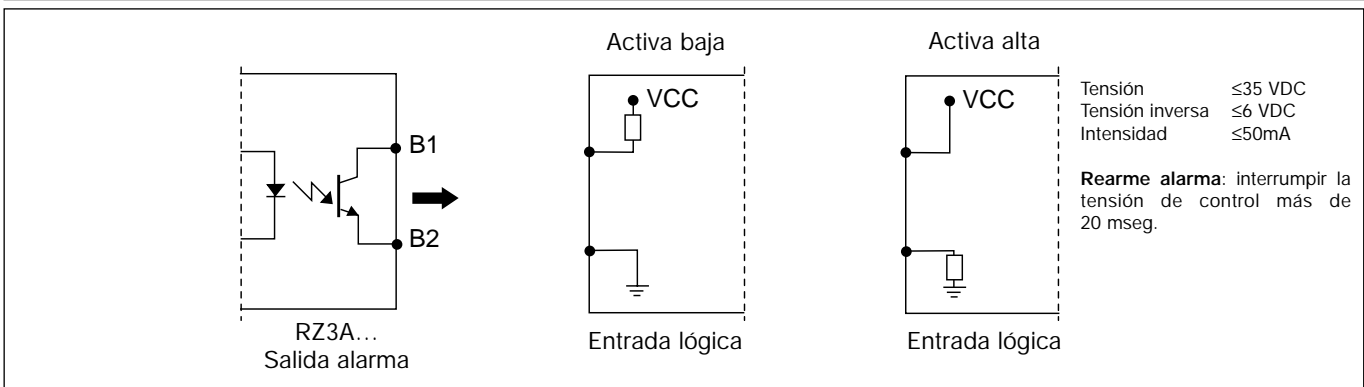 Activa baja
Activa alta
VCC
VCC
B1
B2
RZ3A...
Salida alarma
Entrada lógica
Entrada lógica
Tensión ≤35 VDC
Tensión inversa ≤6 VDC
Intensidad ≤50mA
Rearme alarma: interrumpir la
tensión de control más de
20 mseg.